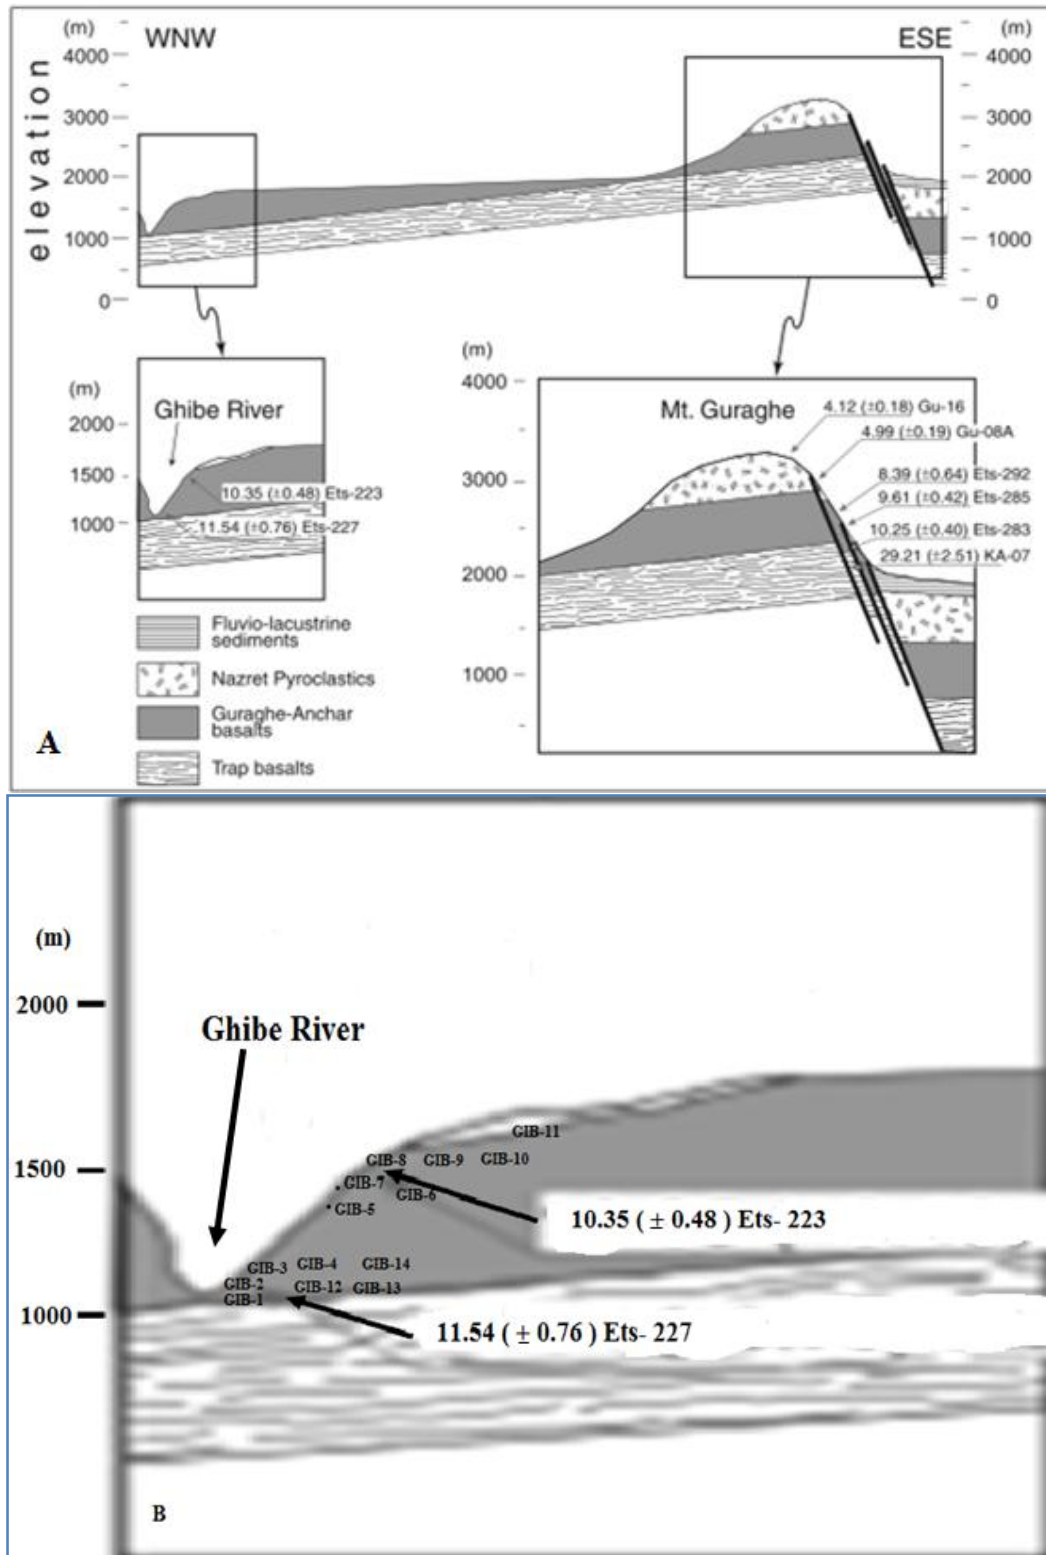 (m)
WNW
ESE
(m)
elevation
4000
3000
2000
1000
0
4000
3000
2000
1000
0
(m)
2000
1500
1000
Ghibe River
10.35 (±0.48) Ets-223
11.54 (±0.76) Ets-227
(m)
4000
3000
2000
1000
Mt. Guraghe
4.12 (±0.18) Gu-16
4.99 (±0.19) Gu-08A
8.39 (±0.64) Ets-292
9.61 (±0.42) Ets-285
10.25 (±0.40) Ets-283
29.21 (±2.51) KA-07
Fluvio-lacustrine
sediments
Nazret Pyroclastics
Guraghe-Anchar
basalts
Trap basalts
A
(m)
2000
1500
1000
Ghibe River
GIB-11
GIB-8 GIB-9 GIB-10
GIB-7
GIB-6
GIB-5
10.35 ( ± 0.48 ) Ets- 223
GIB-3 GIB-4 GIB-14
GIB-2 GIB-12 GIB-13
GIB-1
11.54 ( ± 0.76 ) Ets- 227
B